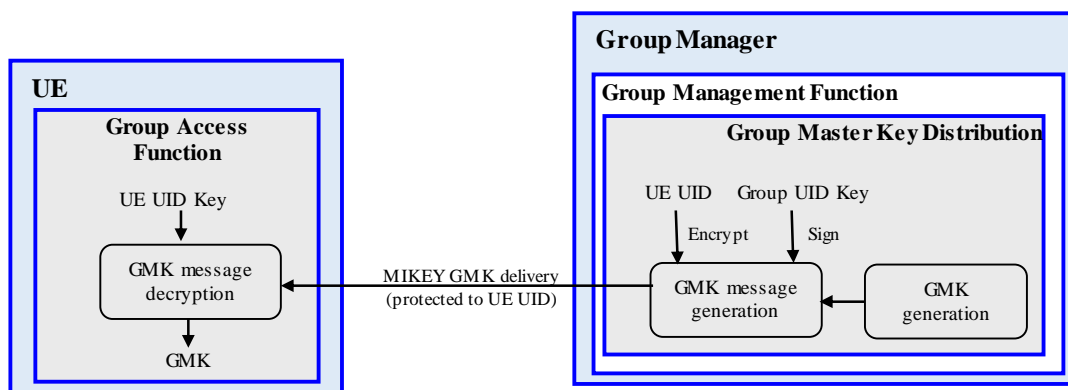 UE
Group Access
Function
UE UID Key
GMK message
decryption
GMK
MIKEY GMK delivery
(protected to UE UID)
Group Manager
Group Management Function
Group Master Key Distribution
UE UID
Group UID Key
Encrypt
Sign
GMK message
generation
GMK
generation